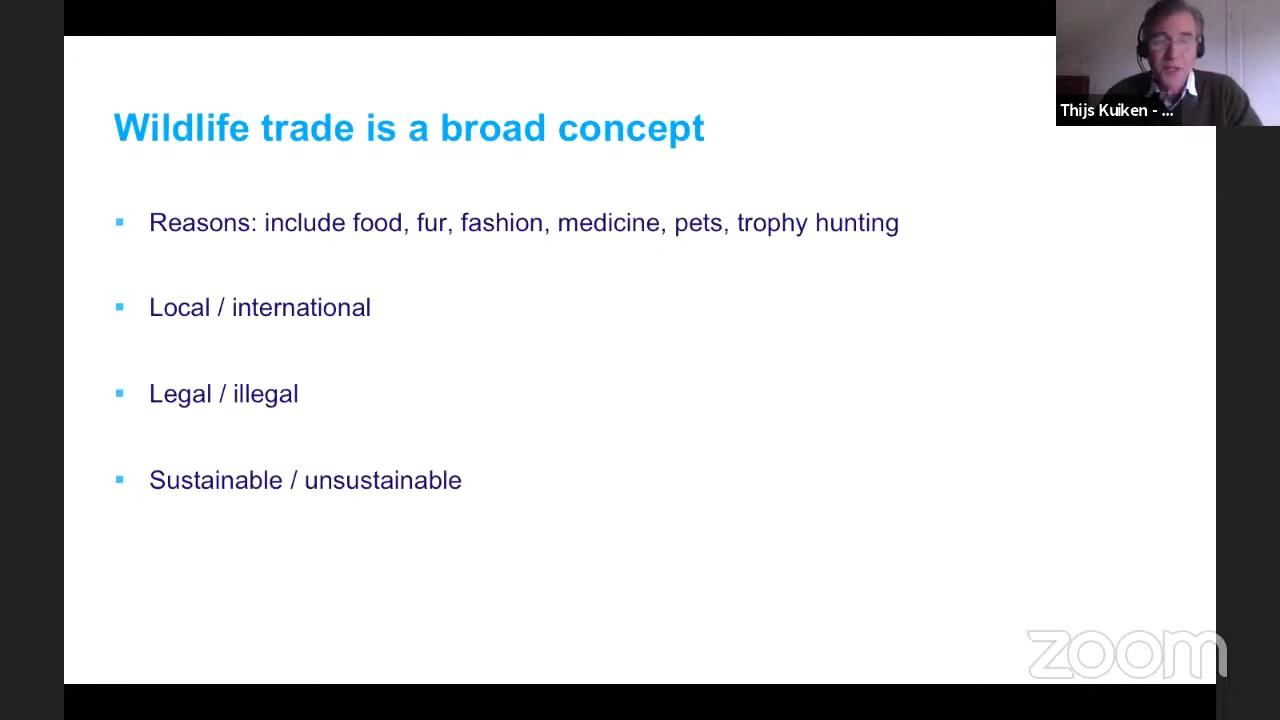 Wildlife trade is a broad concept
Thijs Kuiken - ...
▪ Reasons: include food, fur, fashion, medicine, pets, trophy hunting
▪ Local / international
▪ Legal / illegal
▪ Sustainable / unsustainable
zoom